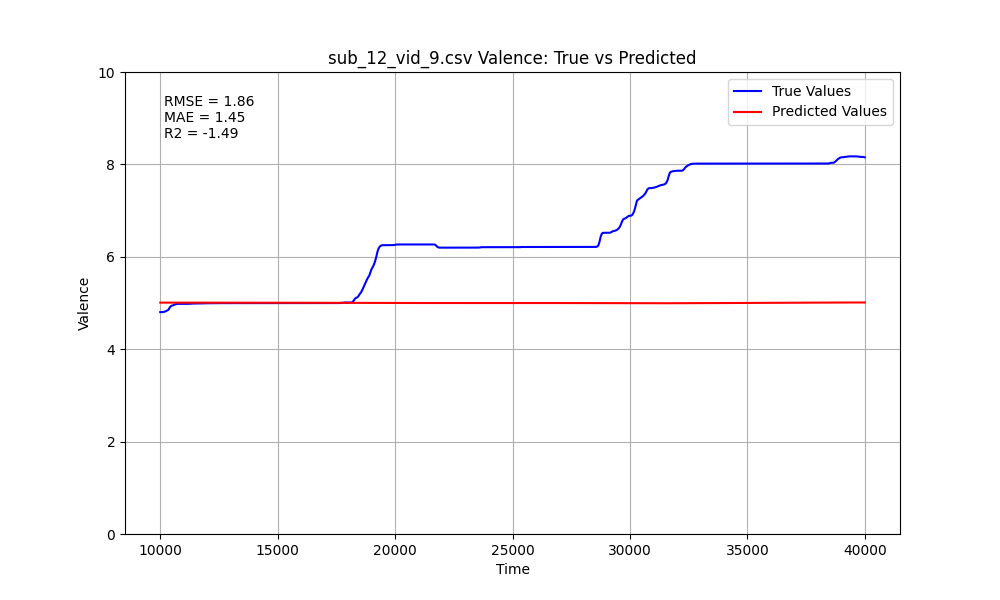 sub_12_vid_9.csv Valence: True vs Predicted
RMSE = 1.86
MAE = 1.45
R2 = -1.49
True Values
Predicted Values
Valence
10
8
6
4
2
0
10000
15000
20000
25000
30000
35000
40000
Time